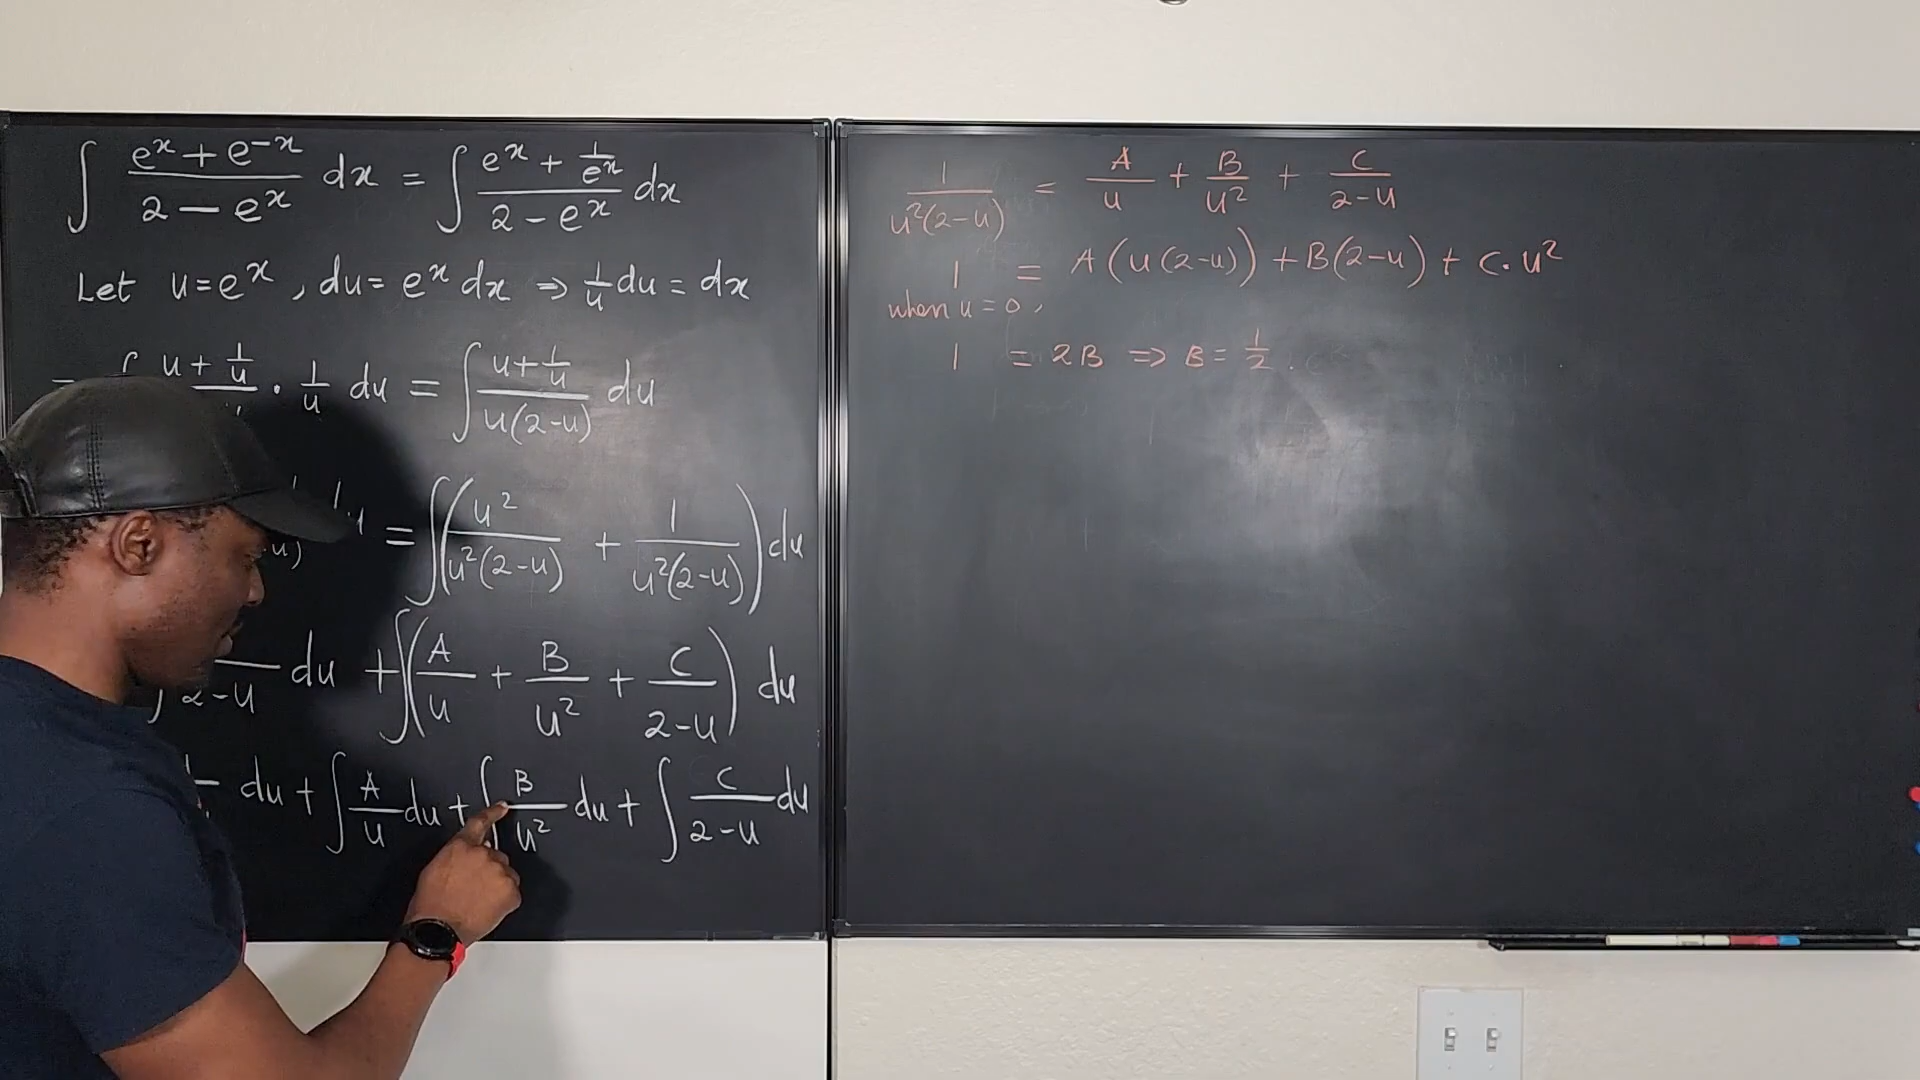 ∫ (e^x + e^-x)/(2 - e^x) dx = ∫ (e^x + 1/e^x)/(2 - e^x) dx
Let u = e^x , du = e^x dx ⇒ 1/u du = dx
∫ (u + 1/u)/ · 1/u du = ∫ (u + 1/u)/(u(2-u)) du
= ∫( u²/(u²(2-u)) + 1/(u²(2-u)) ) du
/(2-u) du + ∫( A/u + B/u² + C/(2-u) ) du
du + ∫ A/u du + ∫ B/u² du + ∫ C/(2-u) du
1/(u²(2-u)) = A/u + B/u² + C/(2-u)
1 = A(u(2-u)) + B(2-u) + C·u²
when u = 0,
1 = 2B ⇒ B = 1/2 .